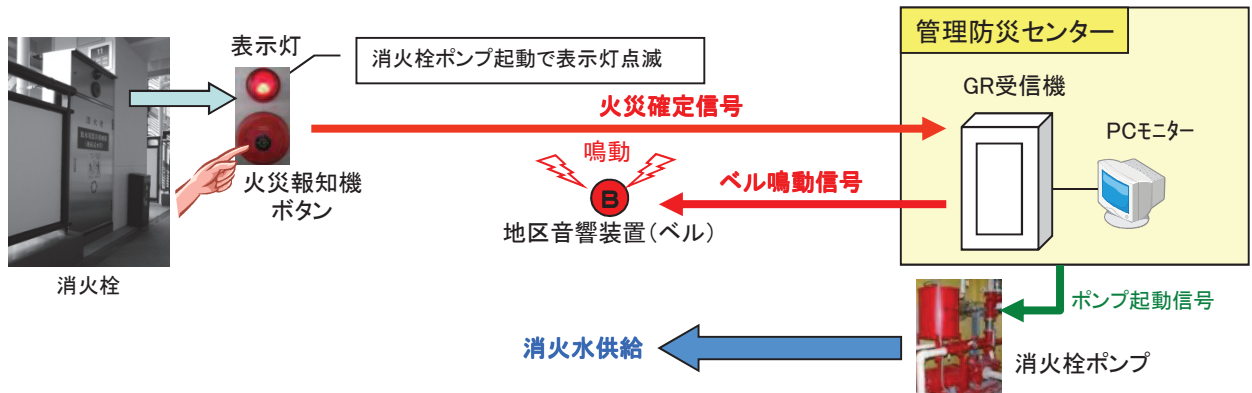 管理防災センター
表示灯
消火栓ポンプ起動で表示灯点滅
GR受信機
火災確定信号
PCモニター
鳴動
ベル鳴動信号
火災報知機
ボタン
B
地区音響装置(ベル)
消火栓
ポンプ起動信号
消火水供給
消火栓ポンプ